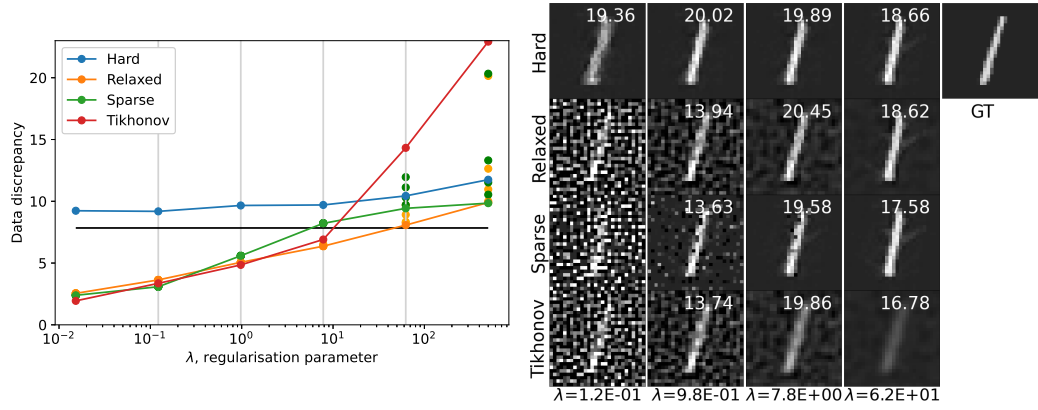 Data discrepancy
20
15
10
5
0
Hard
Relaxed
Sparse
Tikhonov
10⁻² 10⁻¹ 10⁰ 10¹ 10²
λ, regularisation parameter
Hard 19.36 20.02 19.89 18.66
GT
Relaxed 13.94 20.45 18.62
Sparse 13.63 19.58 17.58
Tikhonov 13.74 19.86 16.78
λ=1.2E-01 λ=9.8E-01 λ=7.8E+00 λ=6.2E+01